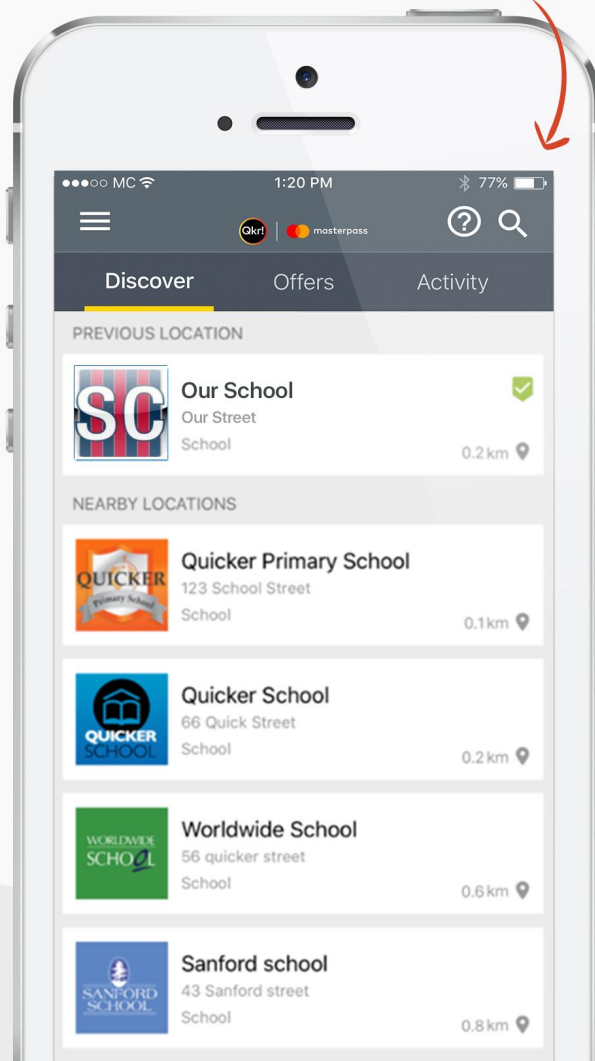 MC
1:20 PM
77%
Qkr!
masterpass
Discover
Offers
Activity
PREVIOUS LOCATION
SC
Our School
Our Street
School
0.2 km
NEARBY LOCATIONS
QUICKER
Primary School
Quicker Primary School
123 School Street
School
0.1 km
QUICKER
SCHOOL
Quicker School
66 Quick Street
School
0.2 km
WORLDWIDE
SCHOOL
Worldwide School
56 quicker street
School
0.6 km
SANFORD
SCHOOL
Sanford school
43 Sanford street
School
0.8 km